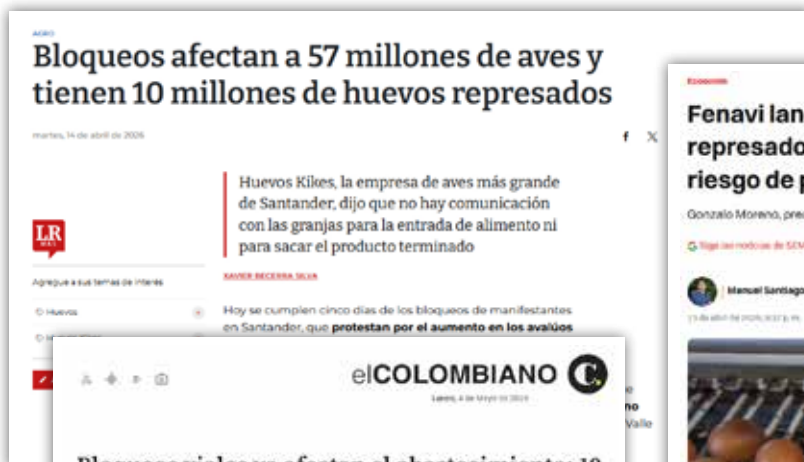 AGRO
Bloqueos afectan a 57 millones de aves y
tienen 10 millones de huevos represados
martes, 14 de abril de 2026
Huevos Kikes, la empresa de aves más grande
de Santander, dijo que no hay comunicación
con las granjas para la entrada de alimento ni
para sacar el producto terminado
LR
XAVIER BECERRA SILVA
Agregue a sus temas de interés
Huevos
Hoy se cumplen cinco días de los bloqueos de manifestantes
en Santander, que protestan por el aumento en los avalúos
no
Valle
elCOLOMBIANO
Economía
Fenavi lan
represado
riesgo de p
Gonzalo Moreno, pre
Manuel Santiago